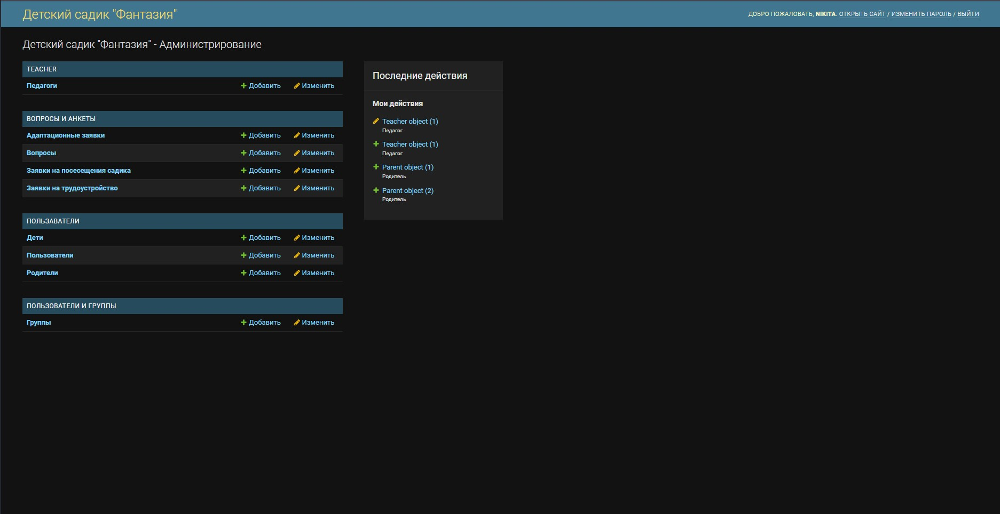 Детский садик "Фантазия"
ДОБРО ПОЖАЛОВАТЬ, NIKITA. ОТКРЫТЬ САЙТ / ИЗМЕНИТЬ ПАРОЛЬ / ВЫЙТИ
Детский садик "Фантазия" - Администрирование
TEACHER
Педагоги Добавить Изменить
ВОПРОСЫ И АНКЕТЫ
Адаптационные заявки Добавить Изменить
Вопросы Добавить Изменить
Заявки на посесещения садика Добавить Изменить
Заявки на трудоустройство Добавить Изменить
ПОЛЬЗАВАТЕЛИ
Дети Добавить Изменить
Пользователи Добавить Изменить
Родители Добавить Изменить
ПОЛЬЗОВАТЕЛИ И ГРУППЫ
Группы Добавить Изменить
Последние действия
Мои действия
Teacher object (1)
Педагог
Teacher object (1)
Педагог
Parent object (1)
Родитель
Parent object (2)
Родитель